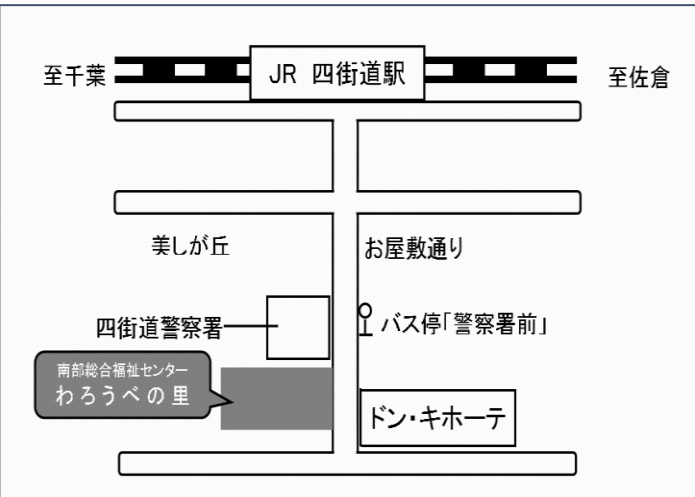 至千葉
JR 四街道駅
至佐倉
美しが丘
お屋敷通り
四街道警察署
バス停「警察署前」
南部総合福祉センター
わろうべの里
ドン・キホーテ